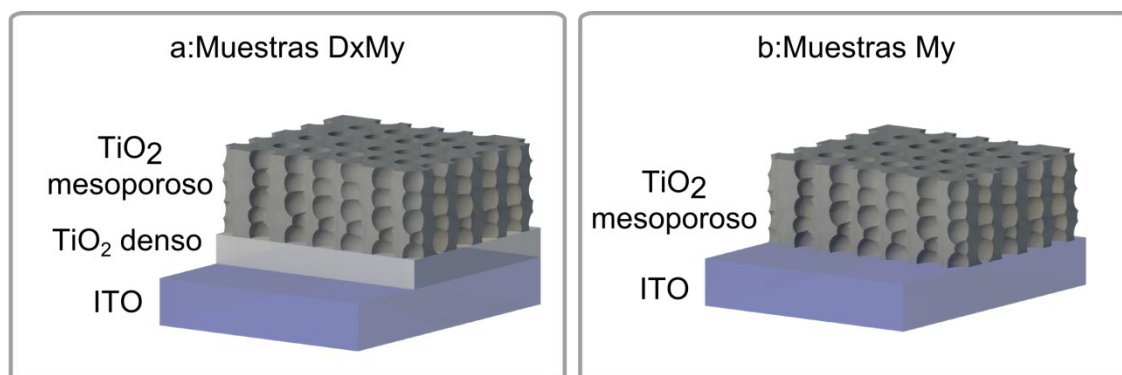 a:Muestras DxMy
TiO2
mesoporoso
TiO₂ denso
ITO
b:Muestras My
TiO2
mesoporoso
ITO